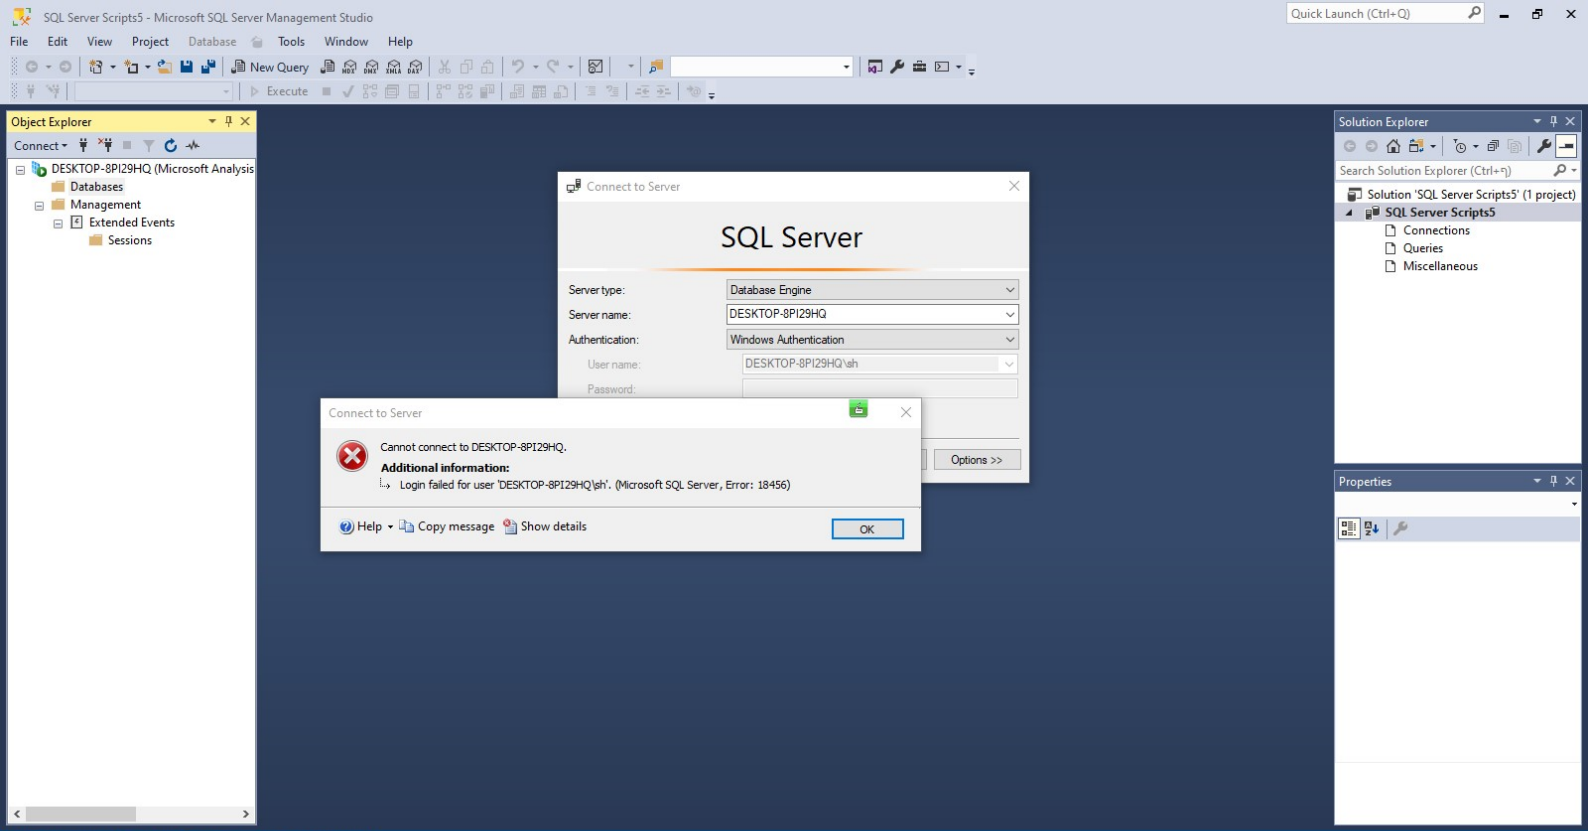 SQL Server Scripts5 - Microsoft SQL Server Management Studio
Quick Launch (Ctrl+Q)
File Edit View Project Database Tools Window Help
New Query MDX DMX XMLA DAX
Execute
Object Explorer
Connect
DESKTOP-8PI29HQ (Microsoft Analysis
Databases
Management
Extended Events
Sessions
Connect to Server
SQL Server
Server type: Database Engine
Server name: DESKTOP-8PI29HQ
Authentication: Windows Authentication
User name: DESKTOP-8PI29HQ\sh
Password:
Options >>
Connect to Server
Cannot connect to DESKTOP-8PI29HQ.
Additional information:
Login failed for user 'DESKTOP-8PI29HQ\sh'. (Microsoft SQL Server, Error: 18456)
Help Copy message Show details OK
Solution Explorer
Search Solution Explorer (Ctrl+ף)
Solution 'SQL Server Scripts5' (1 project)
SQL Server Scripts5
Connections
Queries
Miscellaneous
Properties